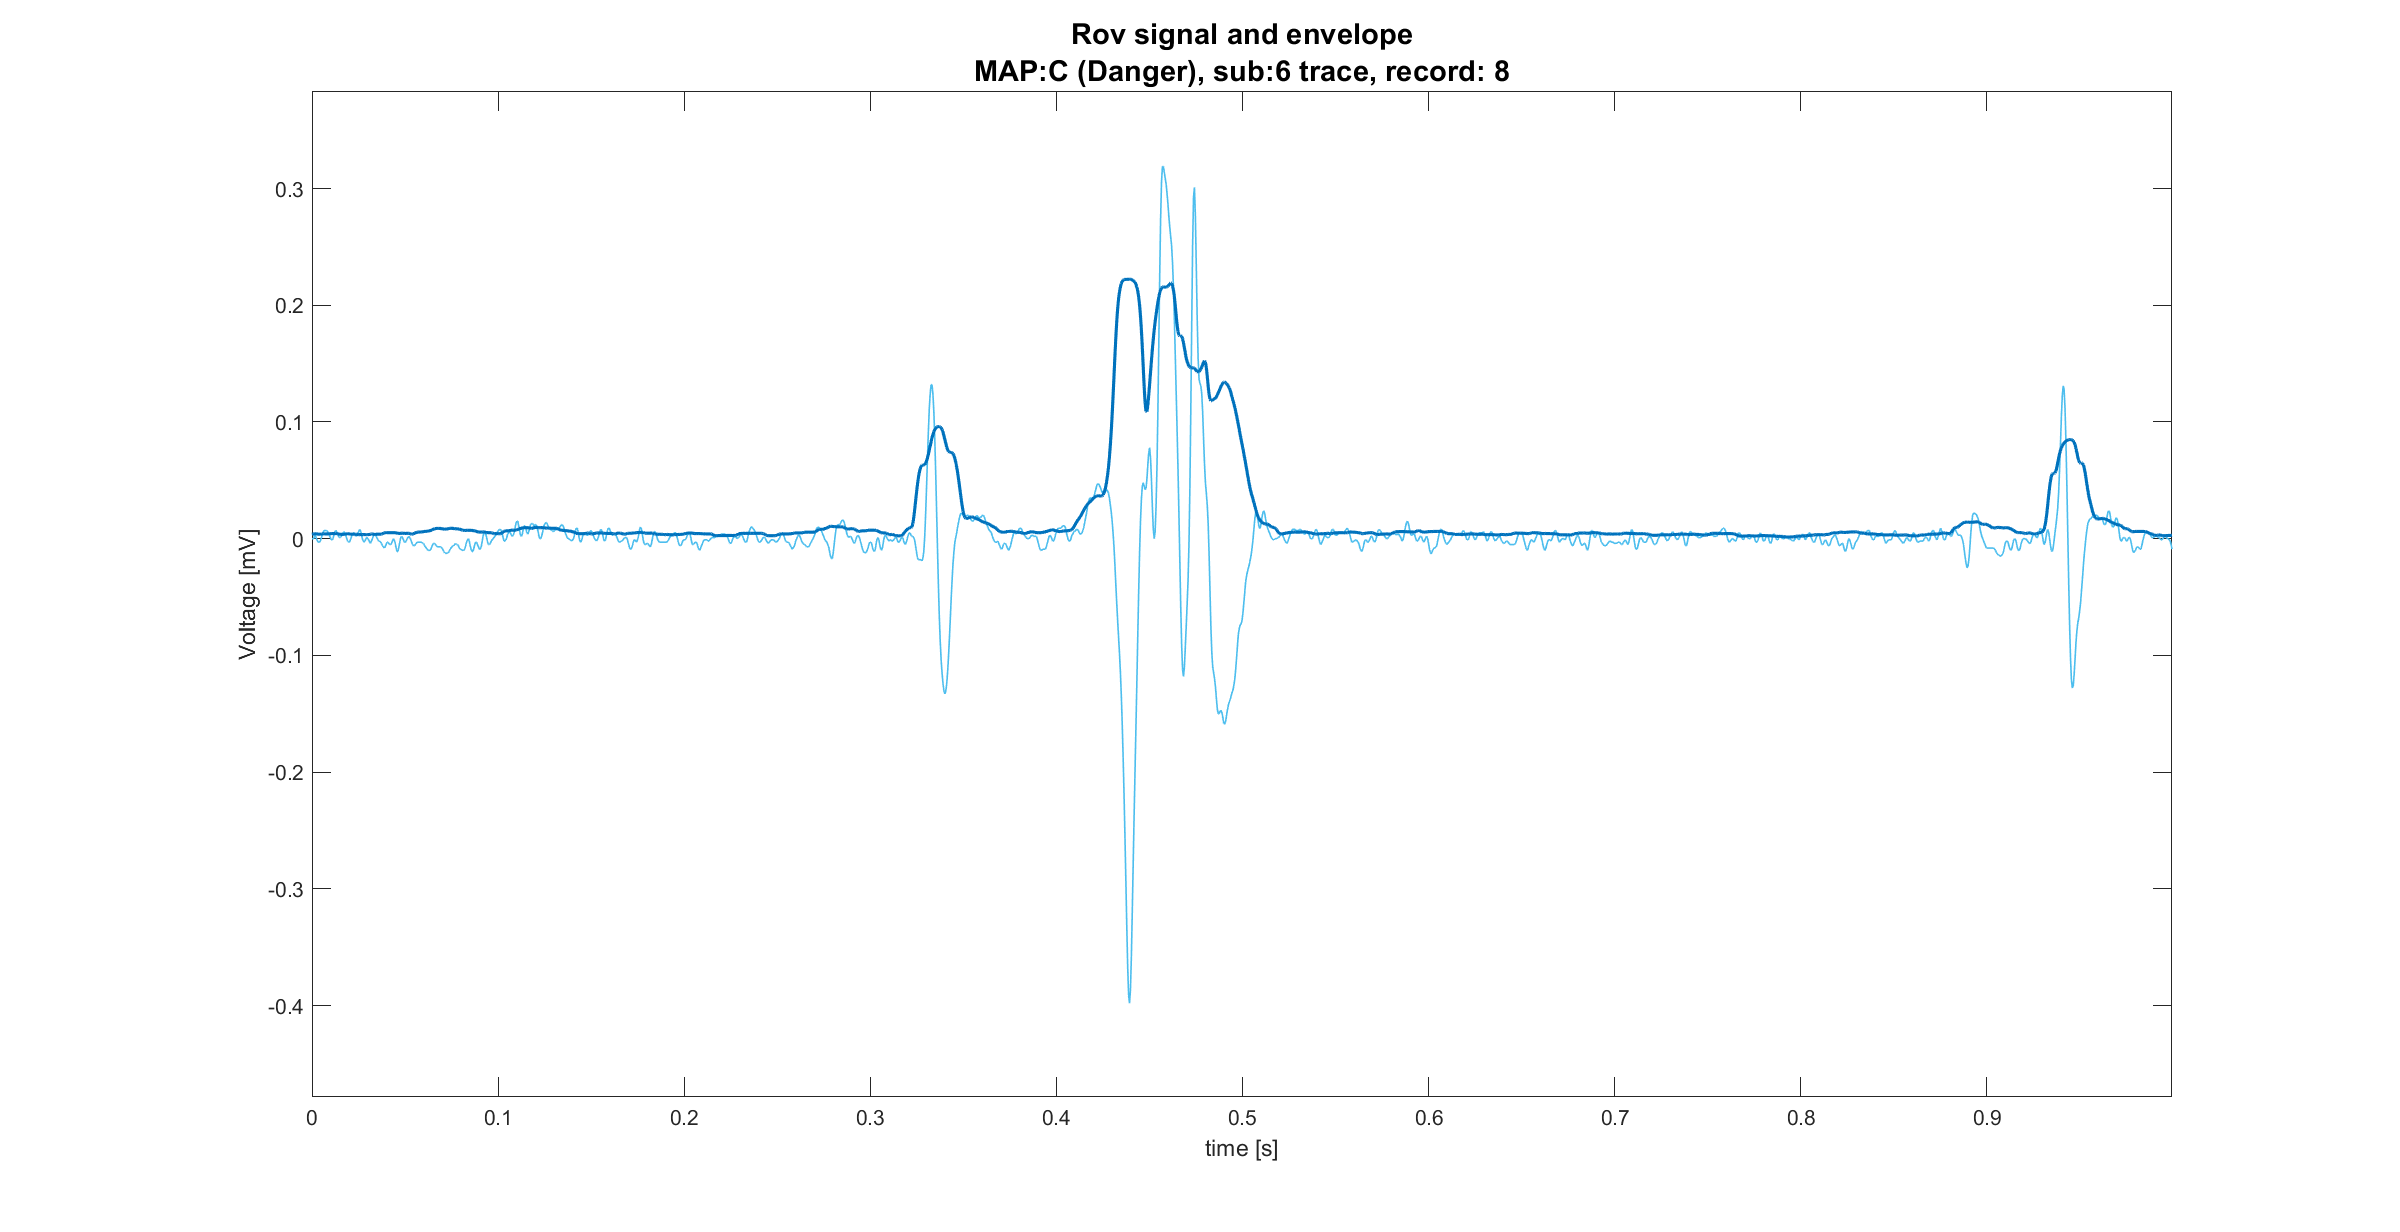 Rov signal and envelope
MAP:C (Danger), sub:6 trace, record: 8
Voltage [mV]
0.3
0.2
0.1
0
-0.1
-0.2
-0.3
-0.4
0 0.1 0.2 0.3 0.4 0.5 0.6 0.7 0.8 0.9
time [s]